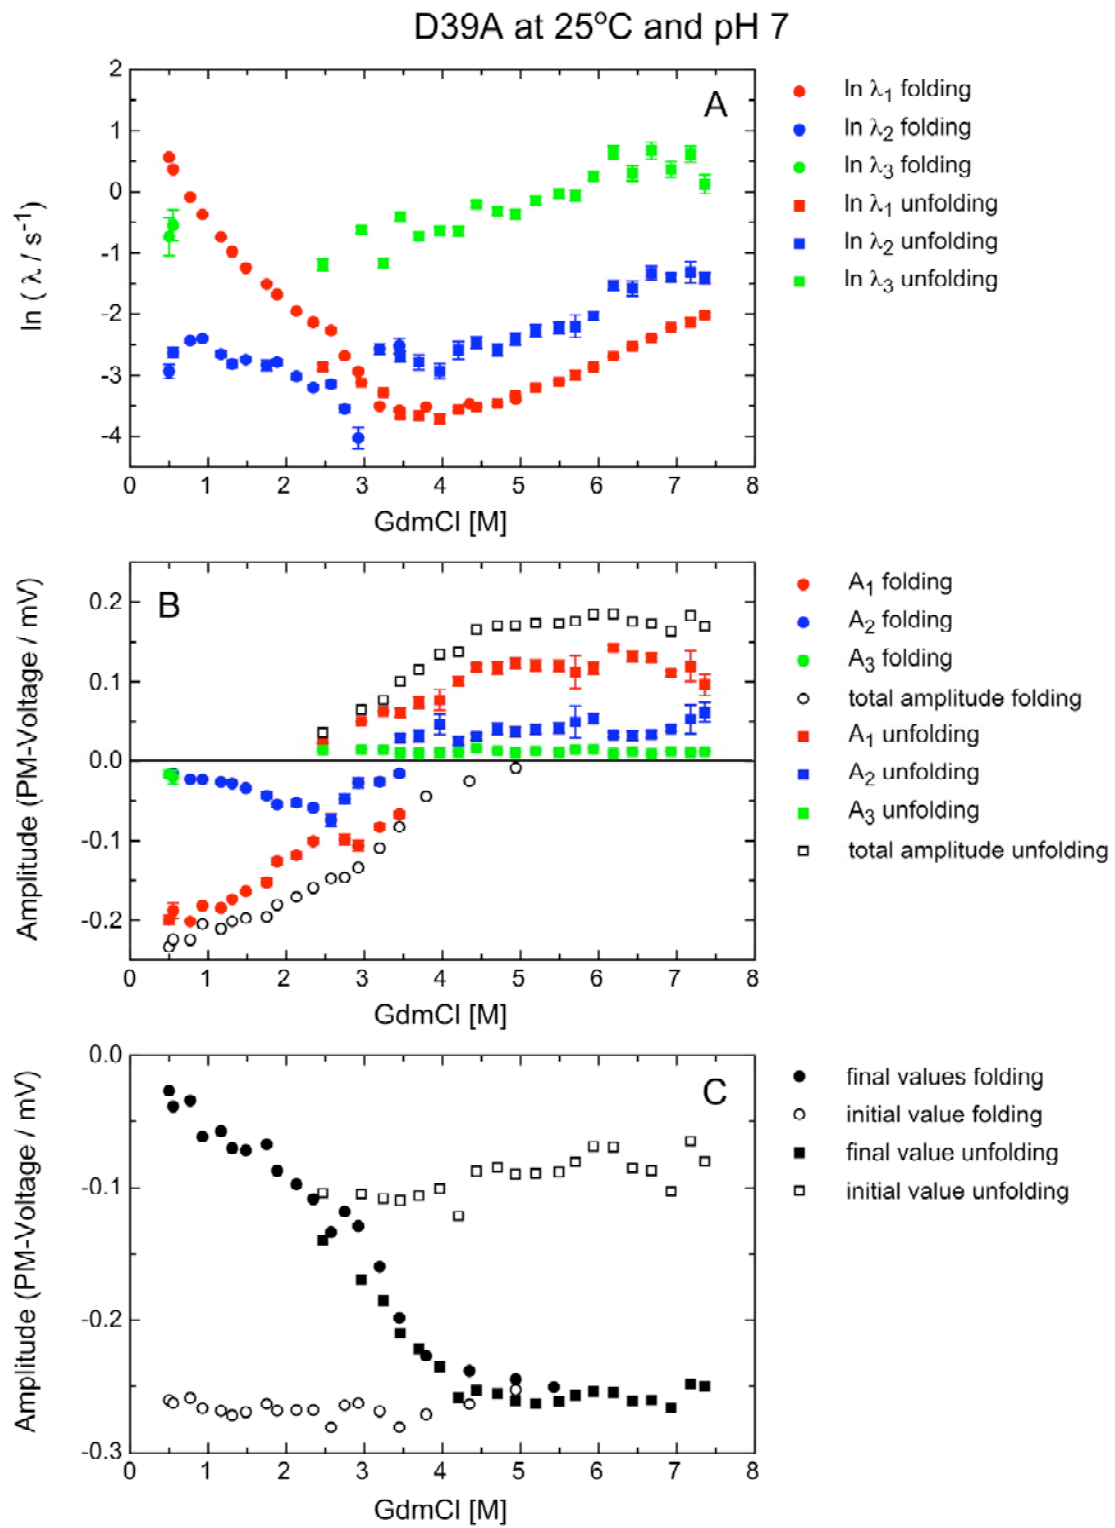 D39A at 25°C and pH 7
A
ln ( λ / s⁻¹)
2
1
0
-1
-2
-3
-4
0 1 2 3 4 5 6 7 8
GdmCl [M]
ln λ₁ folding
ln λ₂ folding
ln λ₃ folding
ln λ₁ unfolding
ln λ₂ unfolding
ln λ₃ unfolding
B
Amplitude (PM-Voltage / mV)
0.2
0.1
0.0
-0.1
-0.2
0 1 2 3 4 5 6 7 8
GdmCl [M]
A₁ folding
A₂ folding
A₃ folding
total amplitude folding
A₁ unfolding
A₂ unfolding
A₃ unfolding
total amplitude unfolding
C
Amplitude (PM-Voltage / mV)
0.0
-0.1
-0.2
-0.3
0 1 2 3 4 5 6 7 8
GdmCl [M]
final values folding
initial value folding
final value unfolding
initial value unfolding